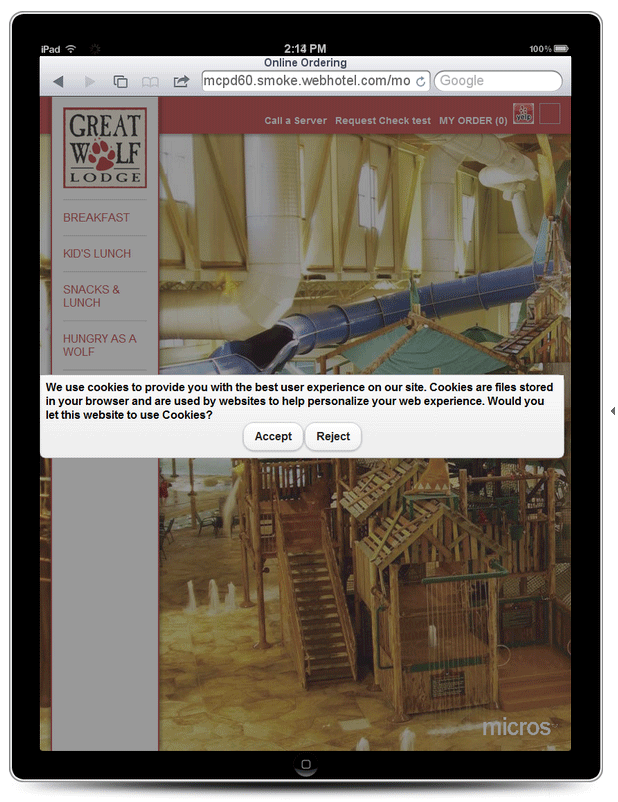 iPad
2:14 PM
100%
Online Ordering
mcpd60.smoke.webhotel.com/mo
Google
GREAT
WOLF
LODGE
Call a Server Request Check test MY ORDER (0)
BREAKFAST
KID'S LUNCH
SNACKS &
LUNCH
HUNGRY AS A
WOLF
We use cookies to provide you with the best user experience on our site. Cookies are files stored
in your browser and are used by websites to help personalize your web experience. Would you
let this website to use Cookies?
Accept Reject
micros